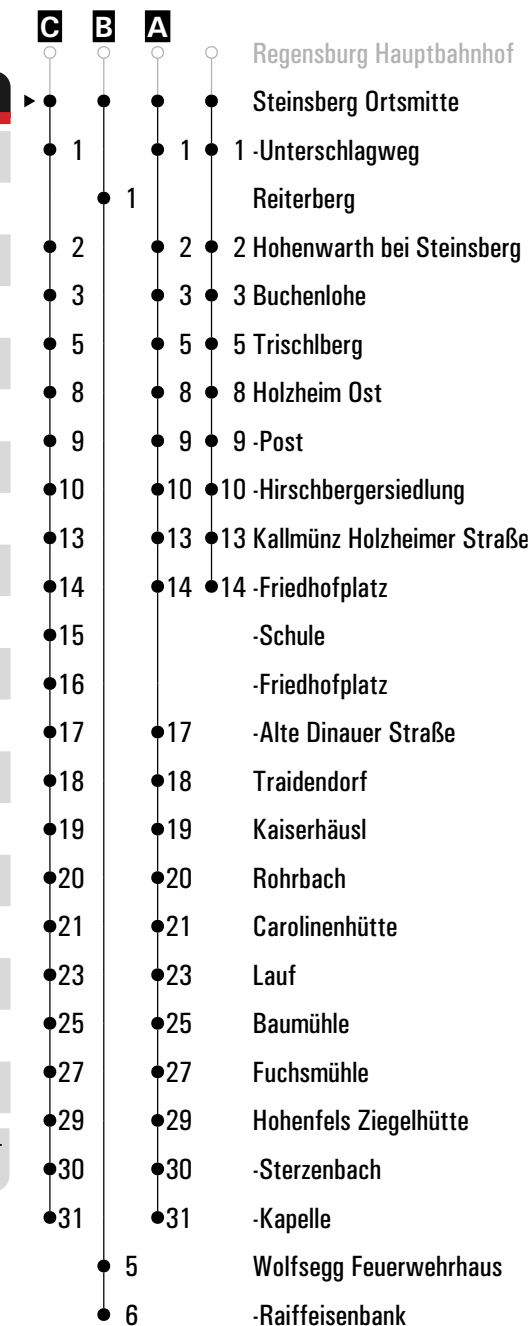 C B A
Regensburg Hauptbahnhof
Steinsberg Ortsmitte
1 1 1 -Unterschlagweg
1 Reiterberg
2 2 2 Hohenwarth bei Steinsberg
3 3 3 Buchenlohe
5 5 5 Trischlberg
8 8 8 Holzheim Ost
9 9 9 -Post
10 10 10 -Hirschbergersiedlung
13 13 13 Kallmünz Holzheimer Straße
14 14 14 -Friedhofplatz
15 -Schule
16 -Friedhofplatz
17 17 -Alte Dinauer Straße
18 18 Traidendorf
19 19 Kaiserhäusl
20 20 Rohrbach
21 21 Carolinenhütte
23 23 Lauf
25 25 Baumühle
27 27 Fuchsmühle
29 29 Hohenfels Ziegelhütte
30 30 -Sterzenbach
31 31 -Kapelle
5 Wolfsegg Feuerwehrhaus
6 -Raiffeisenbank